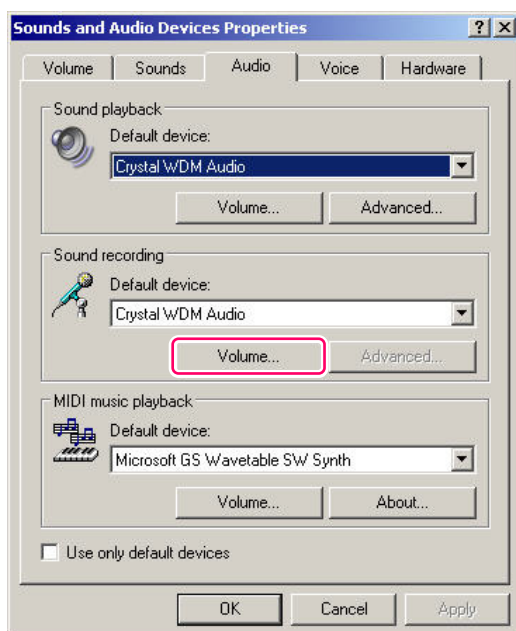 Sounds and Audio Devices Properties
Volume Sounds Audio Voice Hardware
Sound playback
Default device:
Crystal WDM Audio
Volume... Advanced...
Sound recording
Default device:
Crystal WDM Audio
Volume... Advanced...
MIDI music playback
Default device:
Microsoft GS Wavetable SW Synth
Volume... About...
Use only default devices
OK Cancel Apply